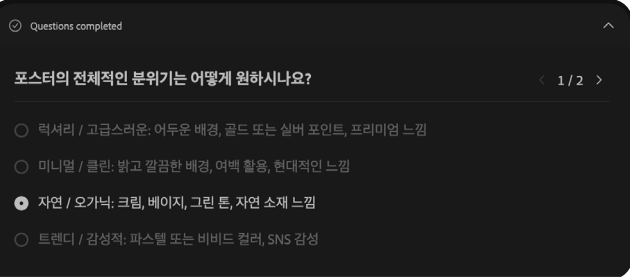 Questions completed
포스터의 전체적인 분위기는 어떻게 원하시나요?
1 / 2
럭셔리 / 고급스러운: 어두운 배경, 골드 또는 실버 포인트, 프리미엄 느낌
미니멀 / 클린: 밝고 깔끔한 배경, 여백 활용, 현대적인 느낌
자연 / 오가닉: 크림, 베이지, 그린 톤, 자연 소재 느낌
트렌디 / 감성적: 파스텔 또는 비비드 컬러, SNS 감성